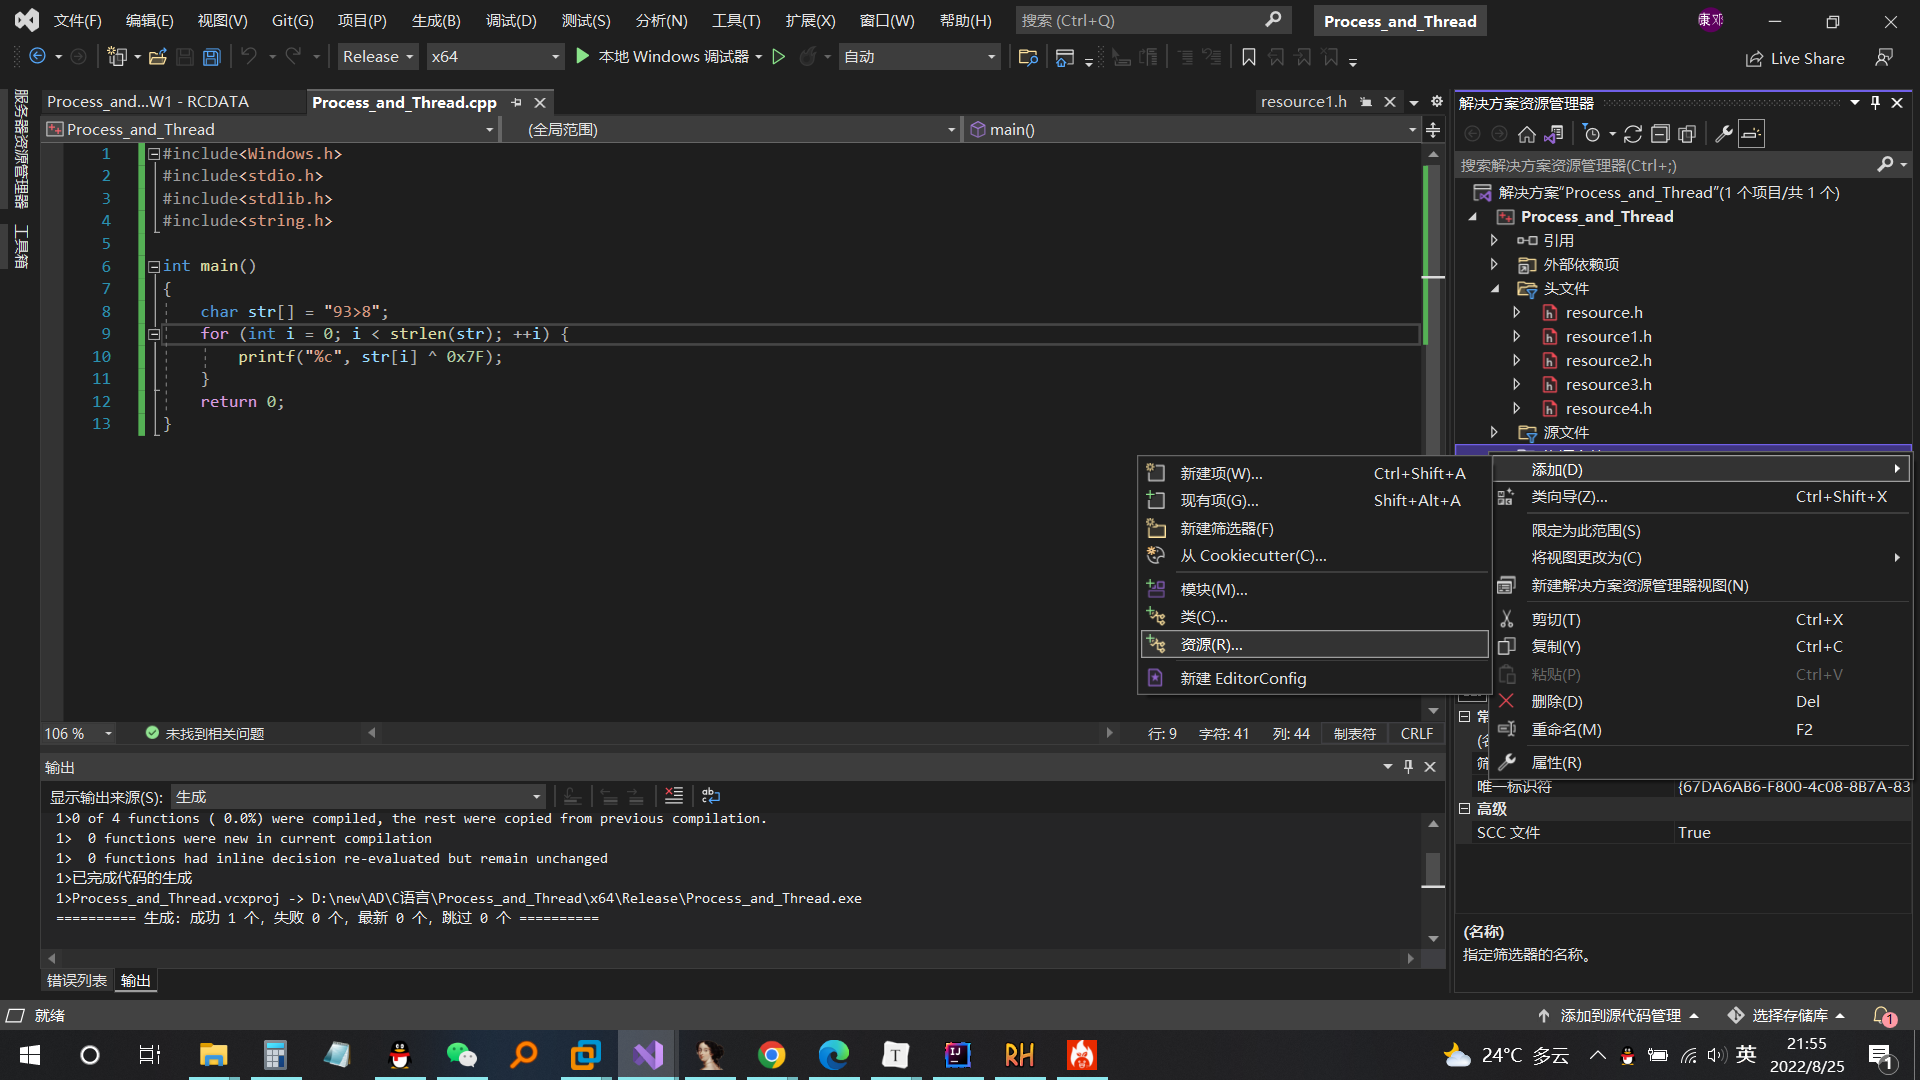 文件(F) 编辑(E) 视图(V) Git(G) 项目(P) 生成(B) 调试(D) 测试(S) 分析(N) 工具(T) 扩展(X) 窗口(W) 帮助(H) 搜索 (Ctrl+Q) Process_and_Thread 康邓
Release x64 本地 Windows 调试器 自动 Live Share
服务器资源管理器
工具箱
Process_and...W1 - RCDATA Process_and_Thread.cpp resource1.h
Process_and_Thread (全局范围) main()
1 #include<Windows.h>
2 #include<stdio.h>
3 #include<stdlib.h>
4 #include<string.h>
5
6 int main()
7 {
8 char str[] = "93>8";
9 for (int i = 0; i < strlen(str); ++i) {
10 printf("%c", str[i] ^ 0x7F);
11 }
12 return 0;
13 }
106 % 未找到相关问题 行: 9 字符: 41 列: 44 制表符 CRLF
输出
显示输出来源(S): 生成
1>0 of 4 functions ( 0.0%) were compiled, the rest were copied from previous compilation.
1>  0 functions were new in current compilation
1>  0 functions had inline decision re-evaluated but remain unchanged
1>已完成代码的生成
1>Process_and_Thread.vcxproj -> D:\new\AD\C语言\Process_and_Thread\x64\Release\Process_and_Thread.exe
========== 生成: 成功 1 个，失败 0 个，最新 0 个，跳过 0 个 ==========
错误列表 输出
解决方案资源管理器
搜索解决方案资源管理器(Ctrl+;)
解决方案"Process_and_Thread"(1 个项目/共 1 个)
Process_and_Thread
引用
外部依赖项
头文件
resource.h
resource1.h
resource2.h
resource3.h
resource4.h
源文件
新建项(W)... Ctrl+Shift+A
现有项(G)... Shift+Alt+A
新建筛选器(F)
从 Cookiecutter(C)...
模块(M)...
类(C)...
资源(R)...
新建 EditorConfig
添加(D)
类向导(Z)... Ctrl+Shift+X
限定为此范围(S)
将视图更改为(C)
新建解决方案资源管理器视图(N)
剪切(T) Ctrl+X
复制(Y) Ctrl+C
粘贴(P) Ctrl+V
删除(D) Del
重命名(M) F2
属性(R)
唯一标识符 {67DA6AB6-F800-4c08-8B7A-83
高级
SCC 文件 True
(名称)
指定筛选器的名称。
就绪 添加到源代码管理 选择存储库 1
T IJ RH 24°C 多云 英 21:55
2022/8/25 1